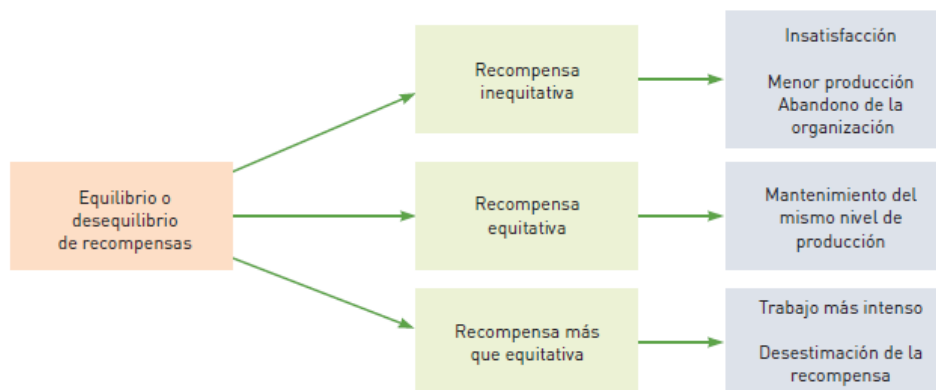 Equilibrio o
desequilibrio
de recompensas
Recompensa
inequitativa
Insatisfacción
Menor producción
Abandono de la
organización
Recompensa
equitativa
Mantenimiento del
mismo nivel de
producción
Recompensa más
que equitativa
Trabajo más intenso
Desestimación de la
recompensa